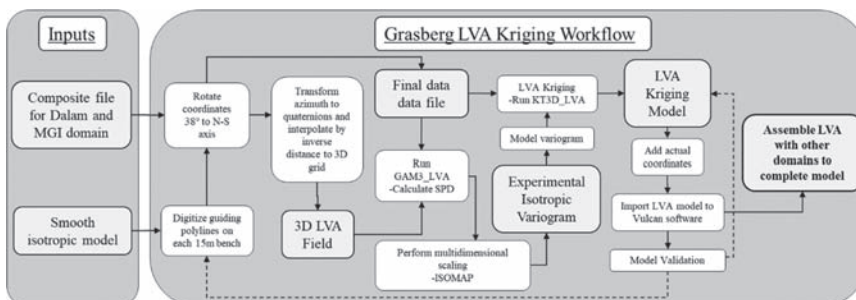 Inputs
Composite file
for Dalam and
MGI domain
Smooth
isotropic model
Grasberg LVA Kriging Workflow
Rotate
coordinates
38° to N-S
axis
Digitize guiding
polylines on
each 15m bench
Transform
azimuth to
quaternions and
interpolate by
inverse
distance to 3D
grid
3D LVA
Field
Final data
data file
Run
GAM3_LVA
-Calculate SPD
Perform multidimensional
scaling
-ISOMAP
LVA Kriging
-Run KT3D_LVA
Model variogram
Experimental
Isotropic
Variogram
LVA
Kriging
Model
Add actual
coordinates
Import LVA model to
Vulcan software
Model Validation
Assemble LVA
with other
domains to
complete model